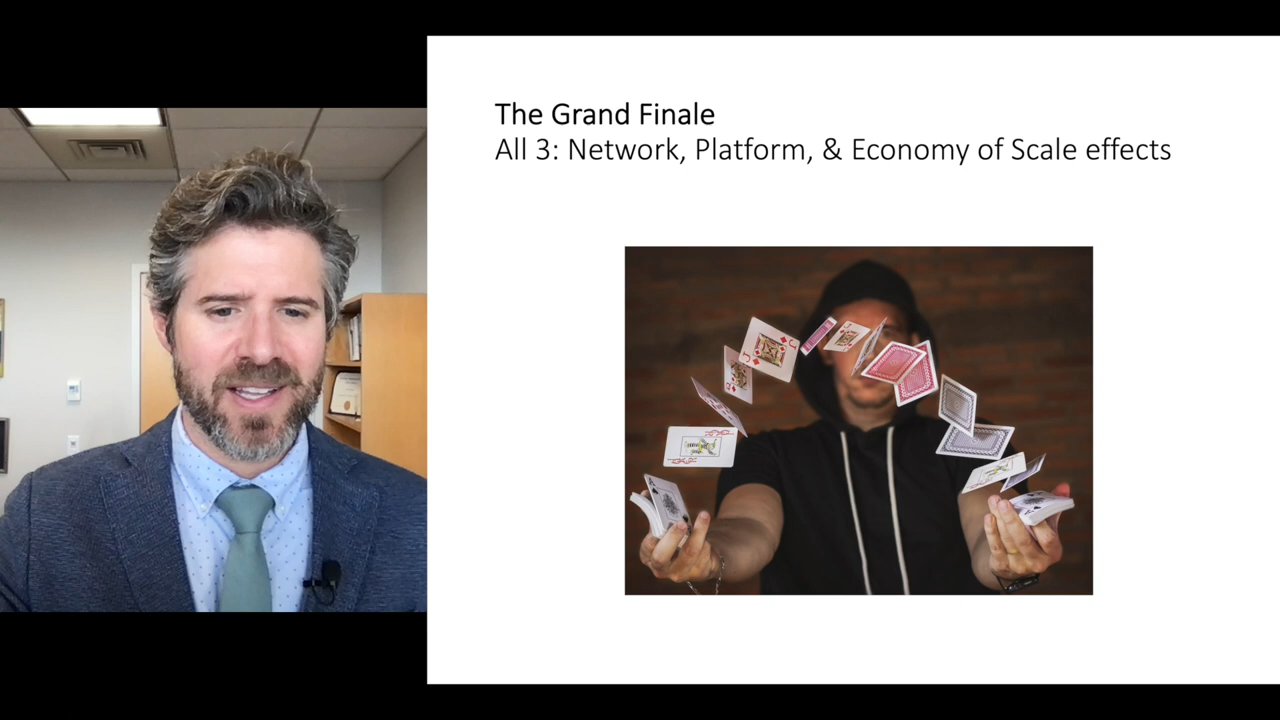 The Grand Finale
All 3: Network, Platform, & Economy of Scale effects